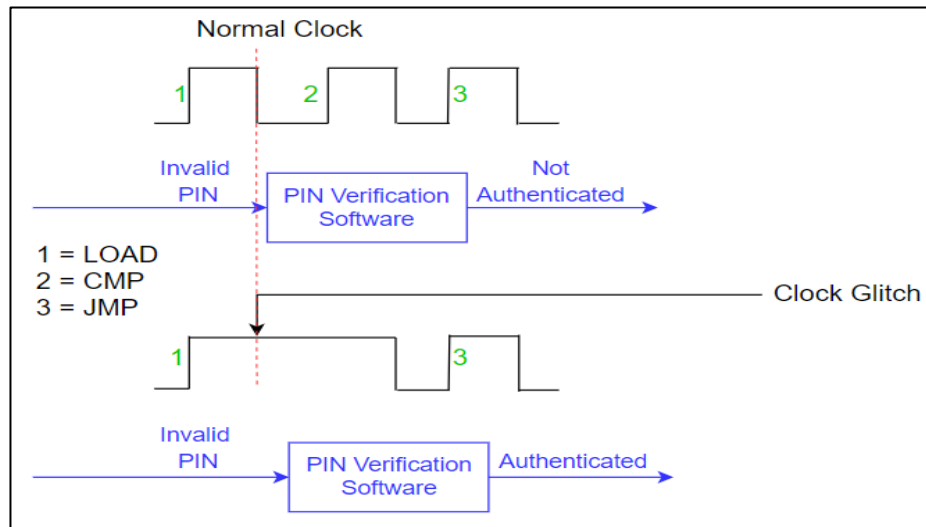 Normal Clock
1
2
3
Invalid
PIN
PIN Verification
Software
Not
Authenticated
1 = LOAD
2 = CMP
3 = JMP
Clock Glitch
1
3
Invalid
PIN
PIN Verification
Software
Authenticated